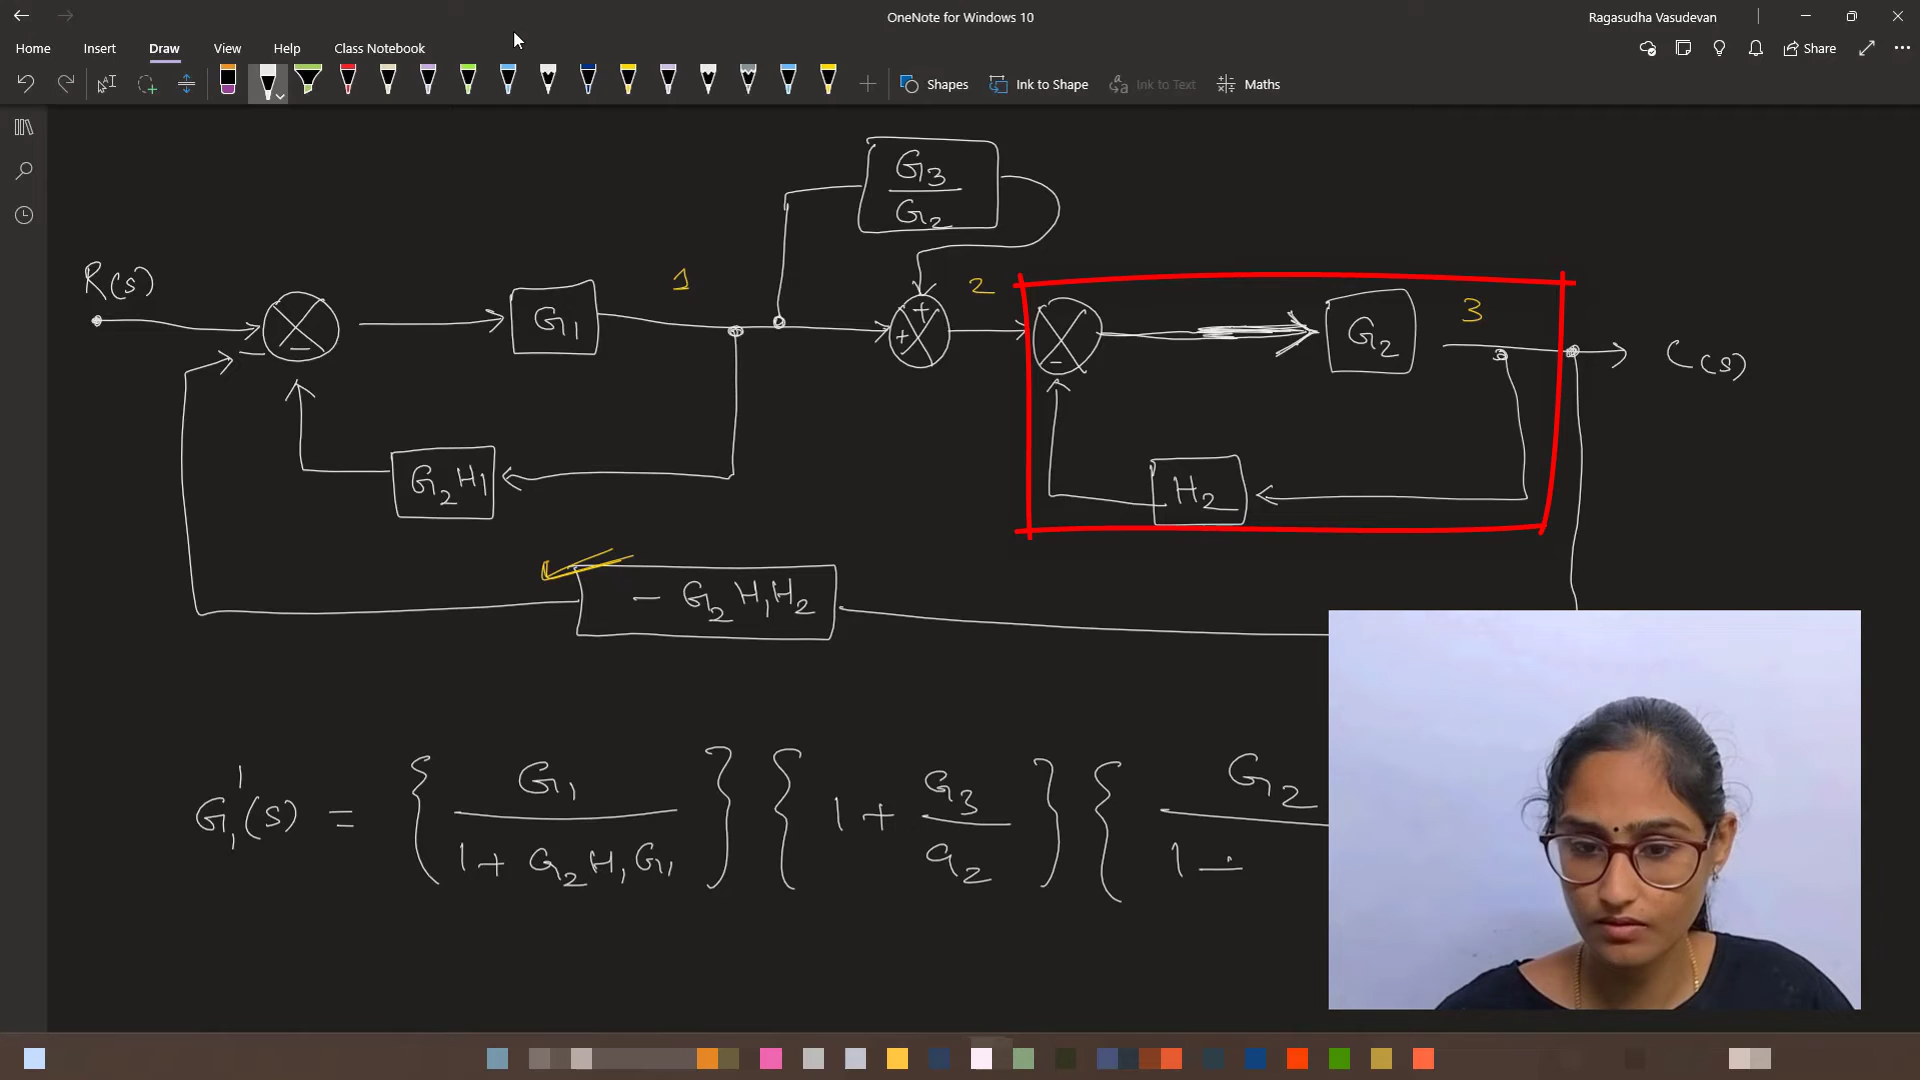 OneNote for Windows 10
Ragasudha Vasudevan
Home Insert Draw View Help Class Notebook
Share
Shapes Ink to Shape Ink to Text Maths
G3
G2
R(s)
1
2
3
+
+
G1
G2
C(s)
−
−
−
G2H1
H2
− G2 H1H2
G1'(s) = { G1 / 1 + G2H1G1 } { 1 + G3 / G2 } { G2 / 1 ∸